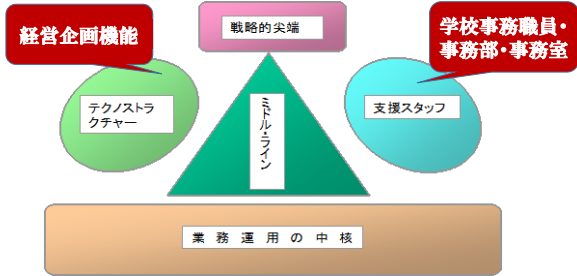 戦略的尖端
経営企画機能
学校事務職員・
事務部・事務室
テクノストラ
クチャー
ミドル・ライン
支援スタッフ
業務運用の中核